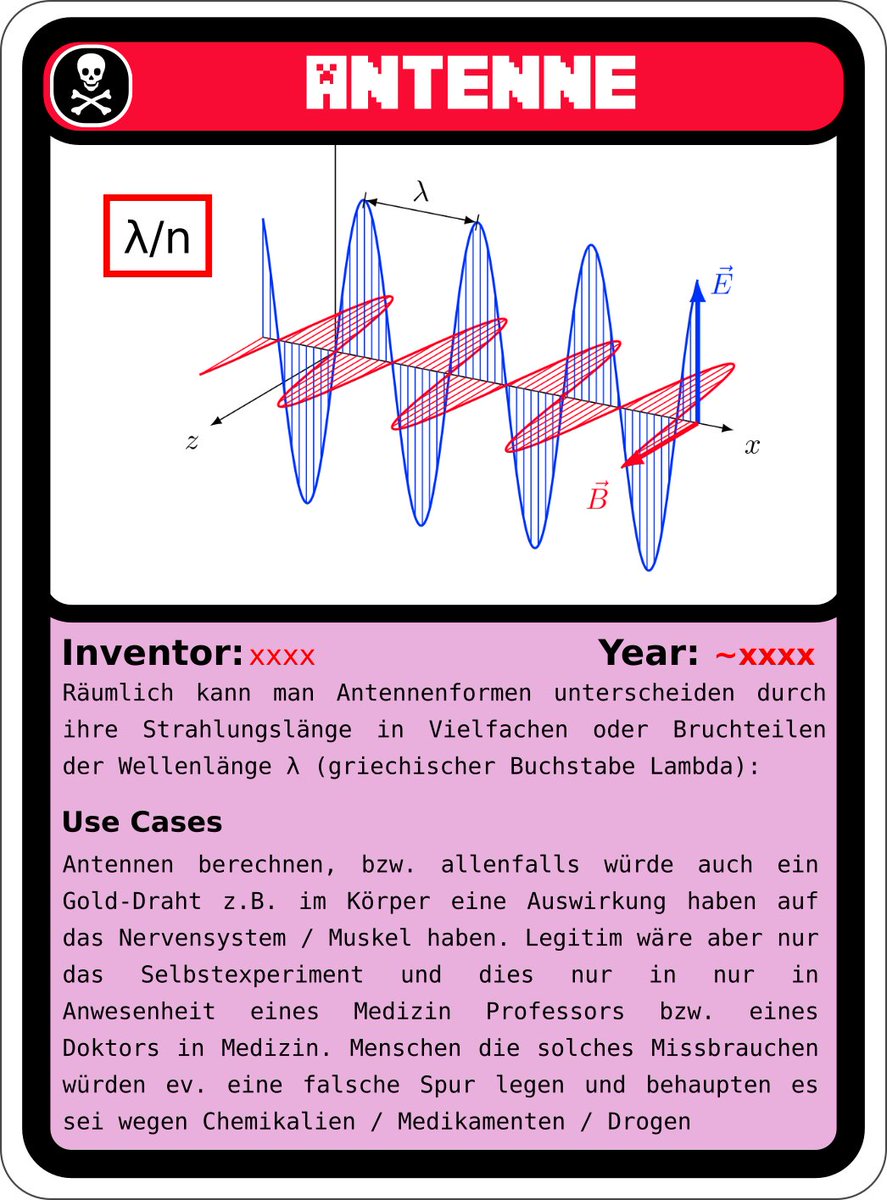 ANTENNE
λ/n
λ
E⃗
z
x
B⃗
Inventor: xxxx Year: ~xxxx
Räumlich kann man Antennenformen unterscheiden durch
ihre Strahlungslänge in Vielfachen oder Bruchteilen
der Wellenlänge λ (griechischer Buchstabe Lambda):
Use Cases
Antennen berechnen, bzw. allenfalls würde auch ein
Gold-Draht z.B. im Körper eine Auswirkung haben auf
das Nervensystem / Muskel haben. Legitim wäre aber nur
das Selbstexperiment und dies nur in nur in
Anwesenheit eines Medizin Professors bzw. eines
Doktors in Medizin. Menschen die solches Missbrauchen
würden ev. eine falsche Spur legen und behaupten es
sei wegen Chemikalien / Medikamenten / Drogen